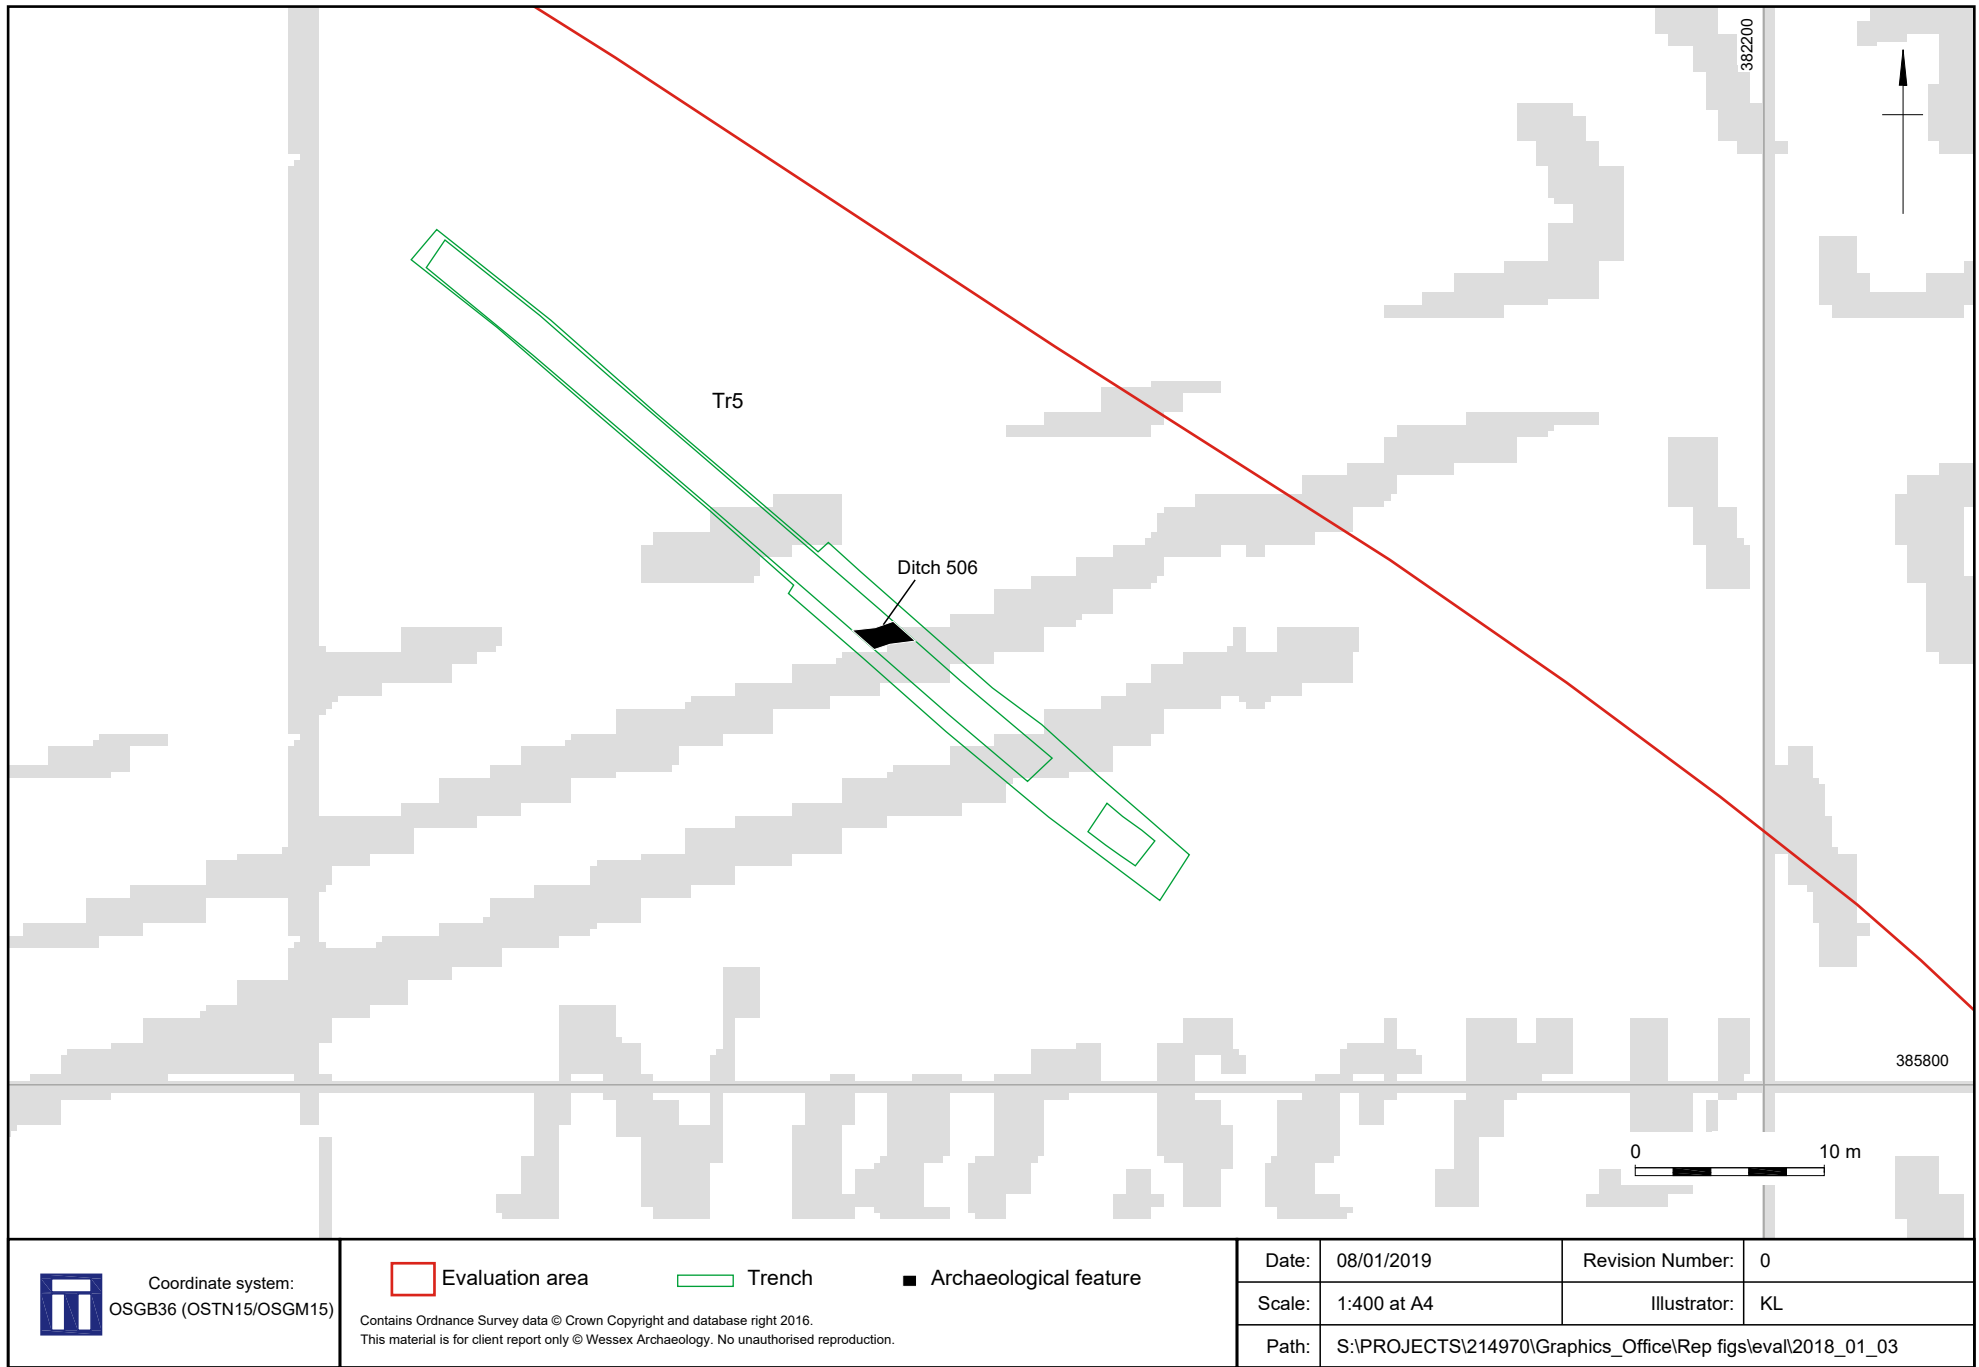 382200
Tr5
Ditch 506
385800
0 10 m
Coordinate system:
OSGB36 (OSTN15/OSGM15)
Evaluation area
Trench
Archaeological feature
Contains Ordnance Survey data © Crown Copyright and database right 2016.
This material is for client report only © Wessex Archaeology. No unauthorised reproduction.
Date: 08/01/2019 Revision Number: 0
Scale: 1:400 at A4 Illustrator: KL
Path: S:\PROJECTS\214970\Graphics_Office\Rep figs\eval\2018_01_03